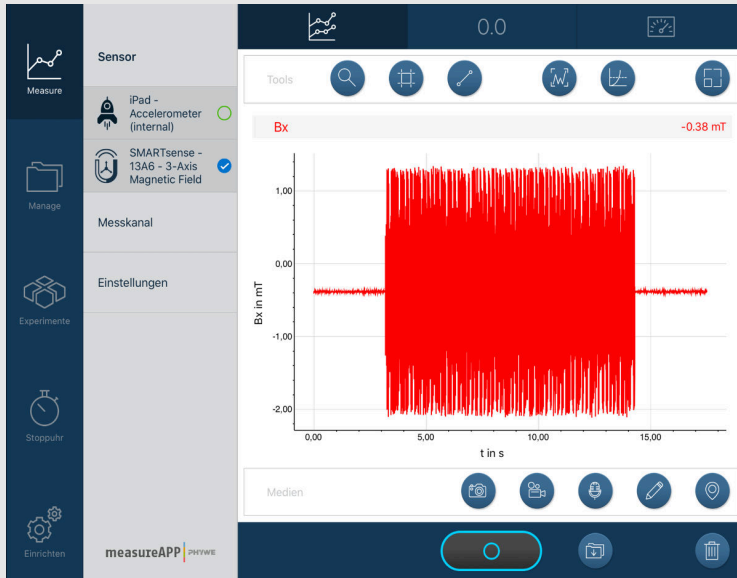 0.0
Measure
Manage
Experimente
Stoppuhr
Einrichten
Sensor
iPad -
Accelerometer
(internal)
SMARTsense -
13A6 - 3-Axis
Magnetic Field
Messkanal
Einstellungen
measureAPP PHYWE
Tools
Bx -0.38 mT
Bx in mT
1,00
0,00
-1,00
-2,00
0,00 5,00 10,00 15,00
t in s
Medien